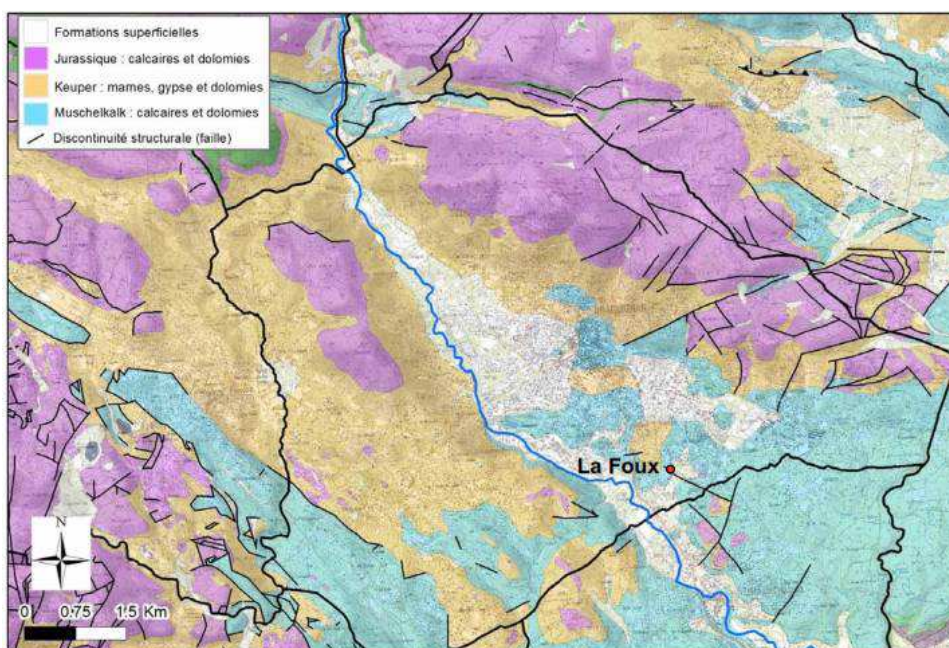 Formations superficielles
Jurassique : calcaires et dolomies
Keuper : marnes, gypse et dolomies
Muschelkalk : calcaires et dolomies
Discontinuité structurale (faille)
La Foux
N
0 0.75 1.5 Km